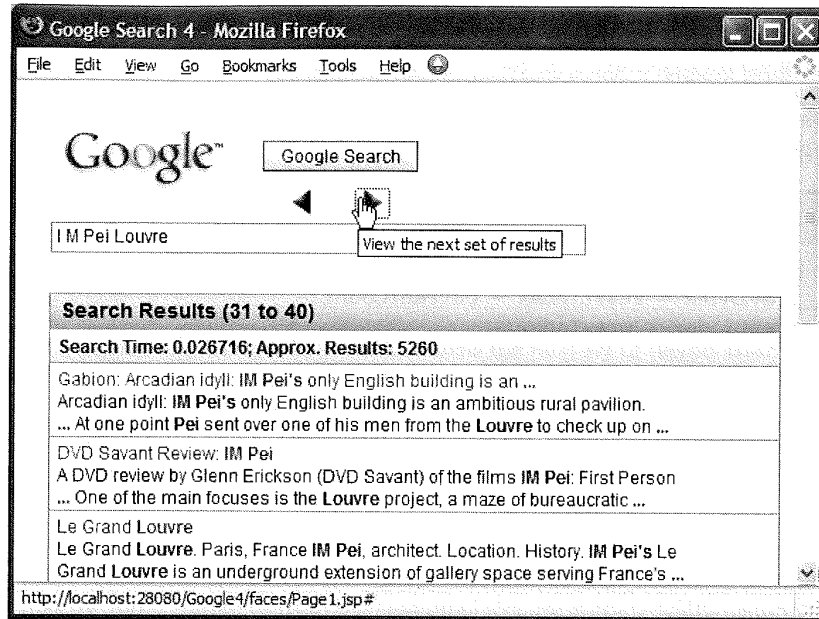 Google Search 4 - Mozilla Firefox
File Edit View Go Bookmarks Tools Help
Google™ Google Search
I M Pei Louvre
View the next set of results
Search Results (31 to 40)
Search Time: 0.026716; Approx. Results: 5260
Gabion: Arcadian idyll: IM Pei's only English building is an ...
Arcadian idyll: IM Pei's only English building is an ambitious rural pavilion.
... At one point Pei sent over one of his men from the Louvre to check up on ...
DVD Savant Review: IM Pei
A DVD review by Glenn Erickson (DVD Savant) of the films IM Pei: First Person
... One of the main focuses is the Louvre project, a maze of bureaucratic ...
Le Grand Louvre
Le Grand Louvre. Paris, France IM Pei, architect. Location. History. IM Pei's Le
Grand Louvre is an underground extension of gallery space serving France's ...
http://localhost:28080/Google4/faces/Page1.jsp#